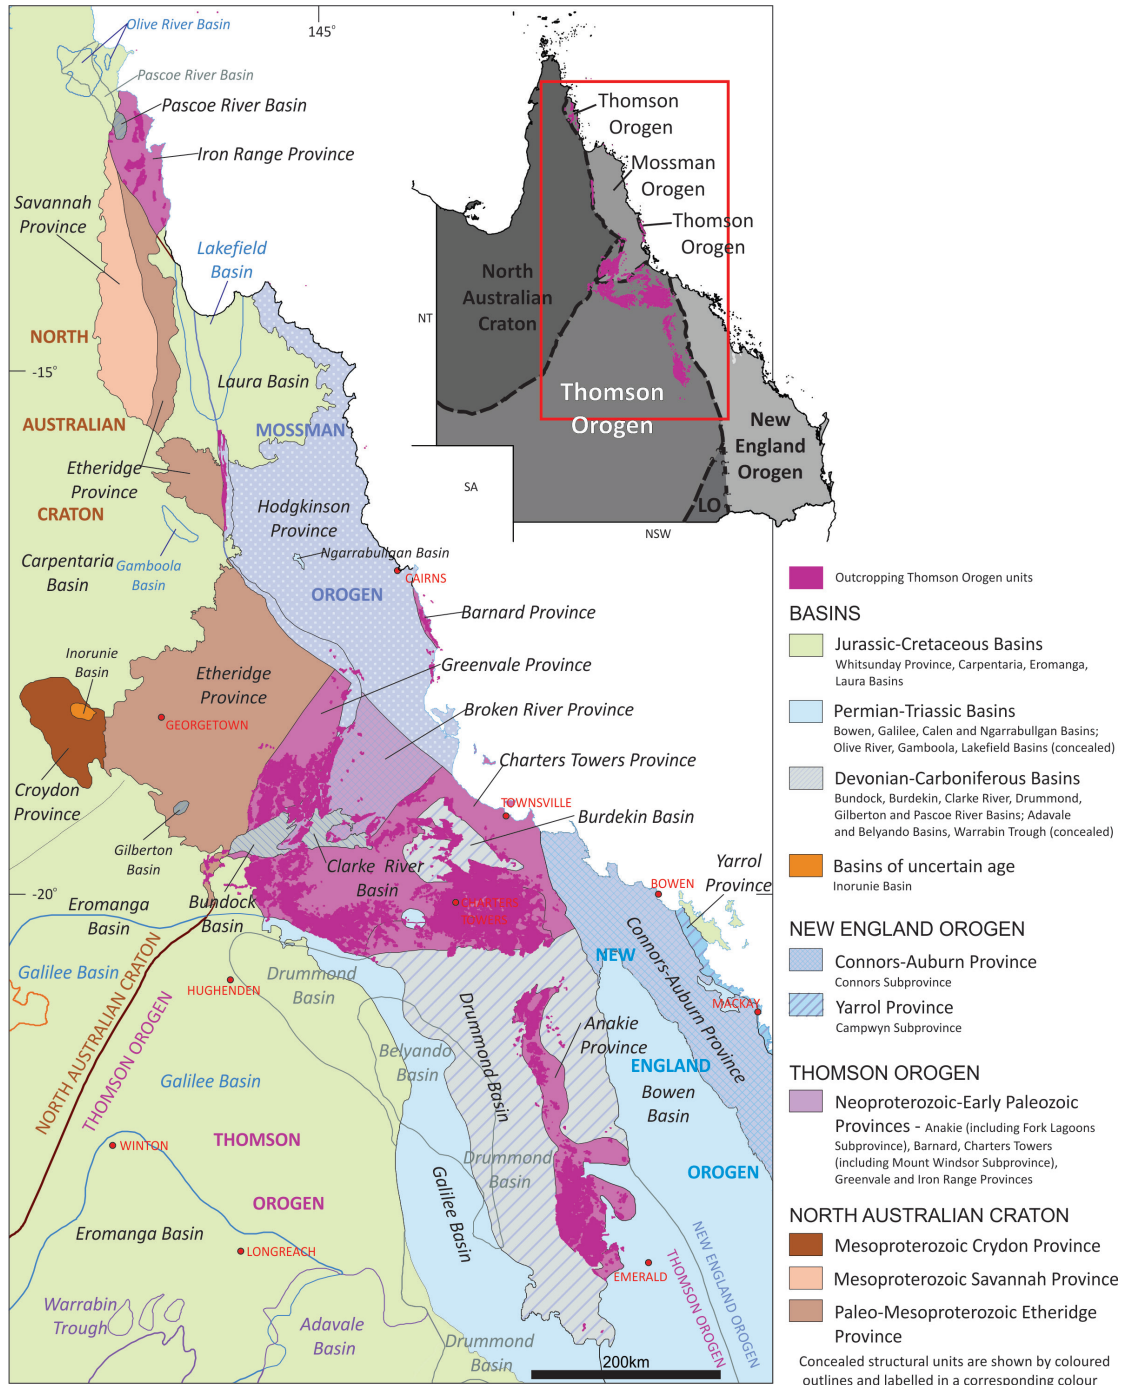 Olive River Basin
145°
Pascoe River Basin
Pascoe River Basin
Iron Range Province
Savannah
Province
Lakefield
Basin
NORTH
-15°
Laura Basin
AUSTRALIAN
MOSSMAN
Etheridge
Province
CRATON
Hodgkinson
Province
Ngarrabullgan Basin
Carpentaria
Basin
Gamboola
Basin
CAIRNS
OROGEN
Barnard Province
Inorunie
Basin
Etheridge
Province
Greenvale Province
GEORGETOWN
Broken River Province
Charters Towers Province
Croydon
Province
TOWNSVILLE
Burdekin Basin
Gilberton
Basin
Clarke River
Basin
Yarrol
Province
BOWEN
-20°
Eromanga
Basin
Bundock
Basin
CHARTERS
TOWERS
NEW
Connors-Auburn Province
Galilee Basin
HUGHENDEN
Drummond
Basin
Drummond Basin
MACKAY
NORTH AUSTRALIAN CRATON
THOMSON OROGEN
Anakie
Province
Belyando
Basin
ENGLAND
Galilee Basin
Bowen
Basin
WINTON
THOMSON
Drummond
Basin
OROGEN
OROGEN
Galilee Basin
Eromanga Basin
LONGREACH
EMERALD
THOMSON OROGEN
NEW ENGLAND OROGEN
Warrabin
Trough
Adavale
Basin
Drummond
Basin
200km
Thomson
Orogen
Mossman
Orogen
Thomson
Orogen
North
Australian
Craton
NT
Thomson
Orogen
New
England
Orogen
SA
LO
NSW
Outcropping Thomson Orogen units
BASINS
Jurassic-Cretaceous Basins
Whitsunday Province, Carpentaria, Eromanga,
Laura Basins
Permian-Triassic Basins
Bowen, Galilee, Calen and Ngarrabullgan Basins;
Olive River, Gamboola, Lakefield Basins (concealed)
Devonian-Carboniferous Basins
Bundock, Burdekin, Clarke River, Drummond,
Gilberton and Pascoe River Basins; Adavale
and Belyando Basins, Warrabin Trough (concealed)
Basins of uncertain age
Inorunie Basin
NEW ENGLAND OROGEN
Connors-Auburn Province
Connors Subprovince
Yarrol Province
Campwyn Subprovince
THOMSON OROGEN
Neoproterozoic-Early Paleozoic
Provinces - Anakie (including Fork Lagoons
Subprovince), Barnard, Charters Towers
(including Mount Windsor Subprovince),
Greenvale and Iron Range Provinces
NORTH AUSTRALIAN CRATON
Mesoproterozoic Crydon Province
Mesoproterozoic Savannah Province
Paleo-Mesoproterozoic Etheridge
Province
Concealed structural units are shown by coloured
outlines and labelled in a corresponding colour